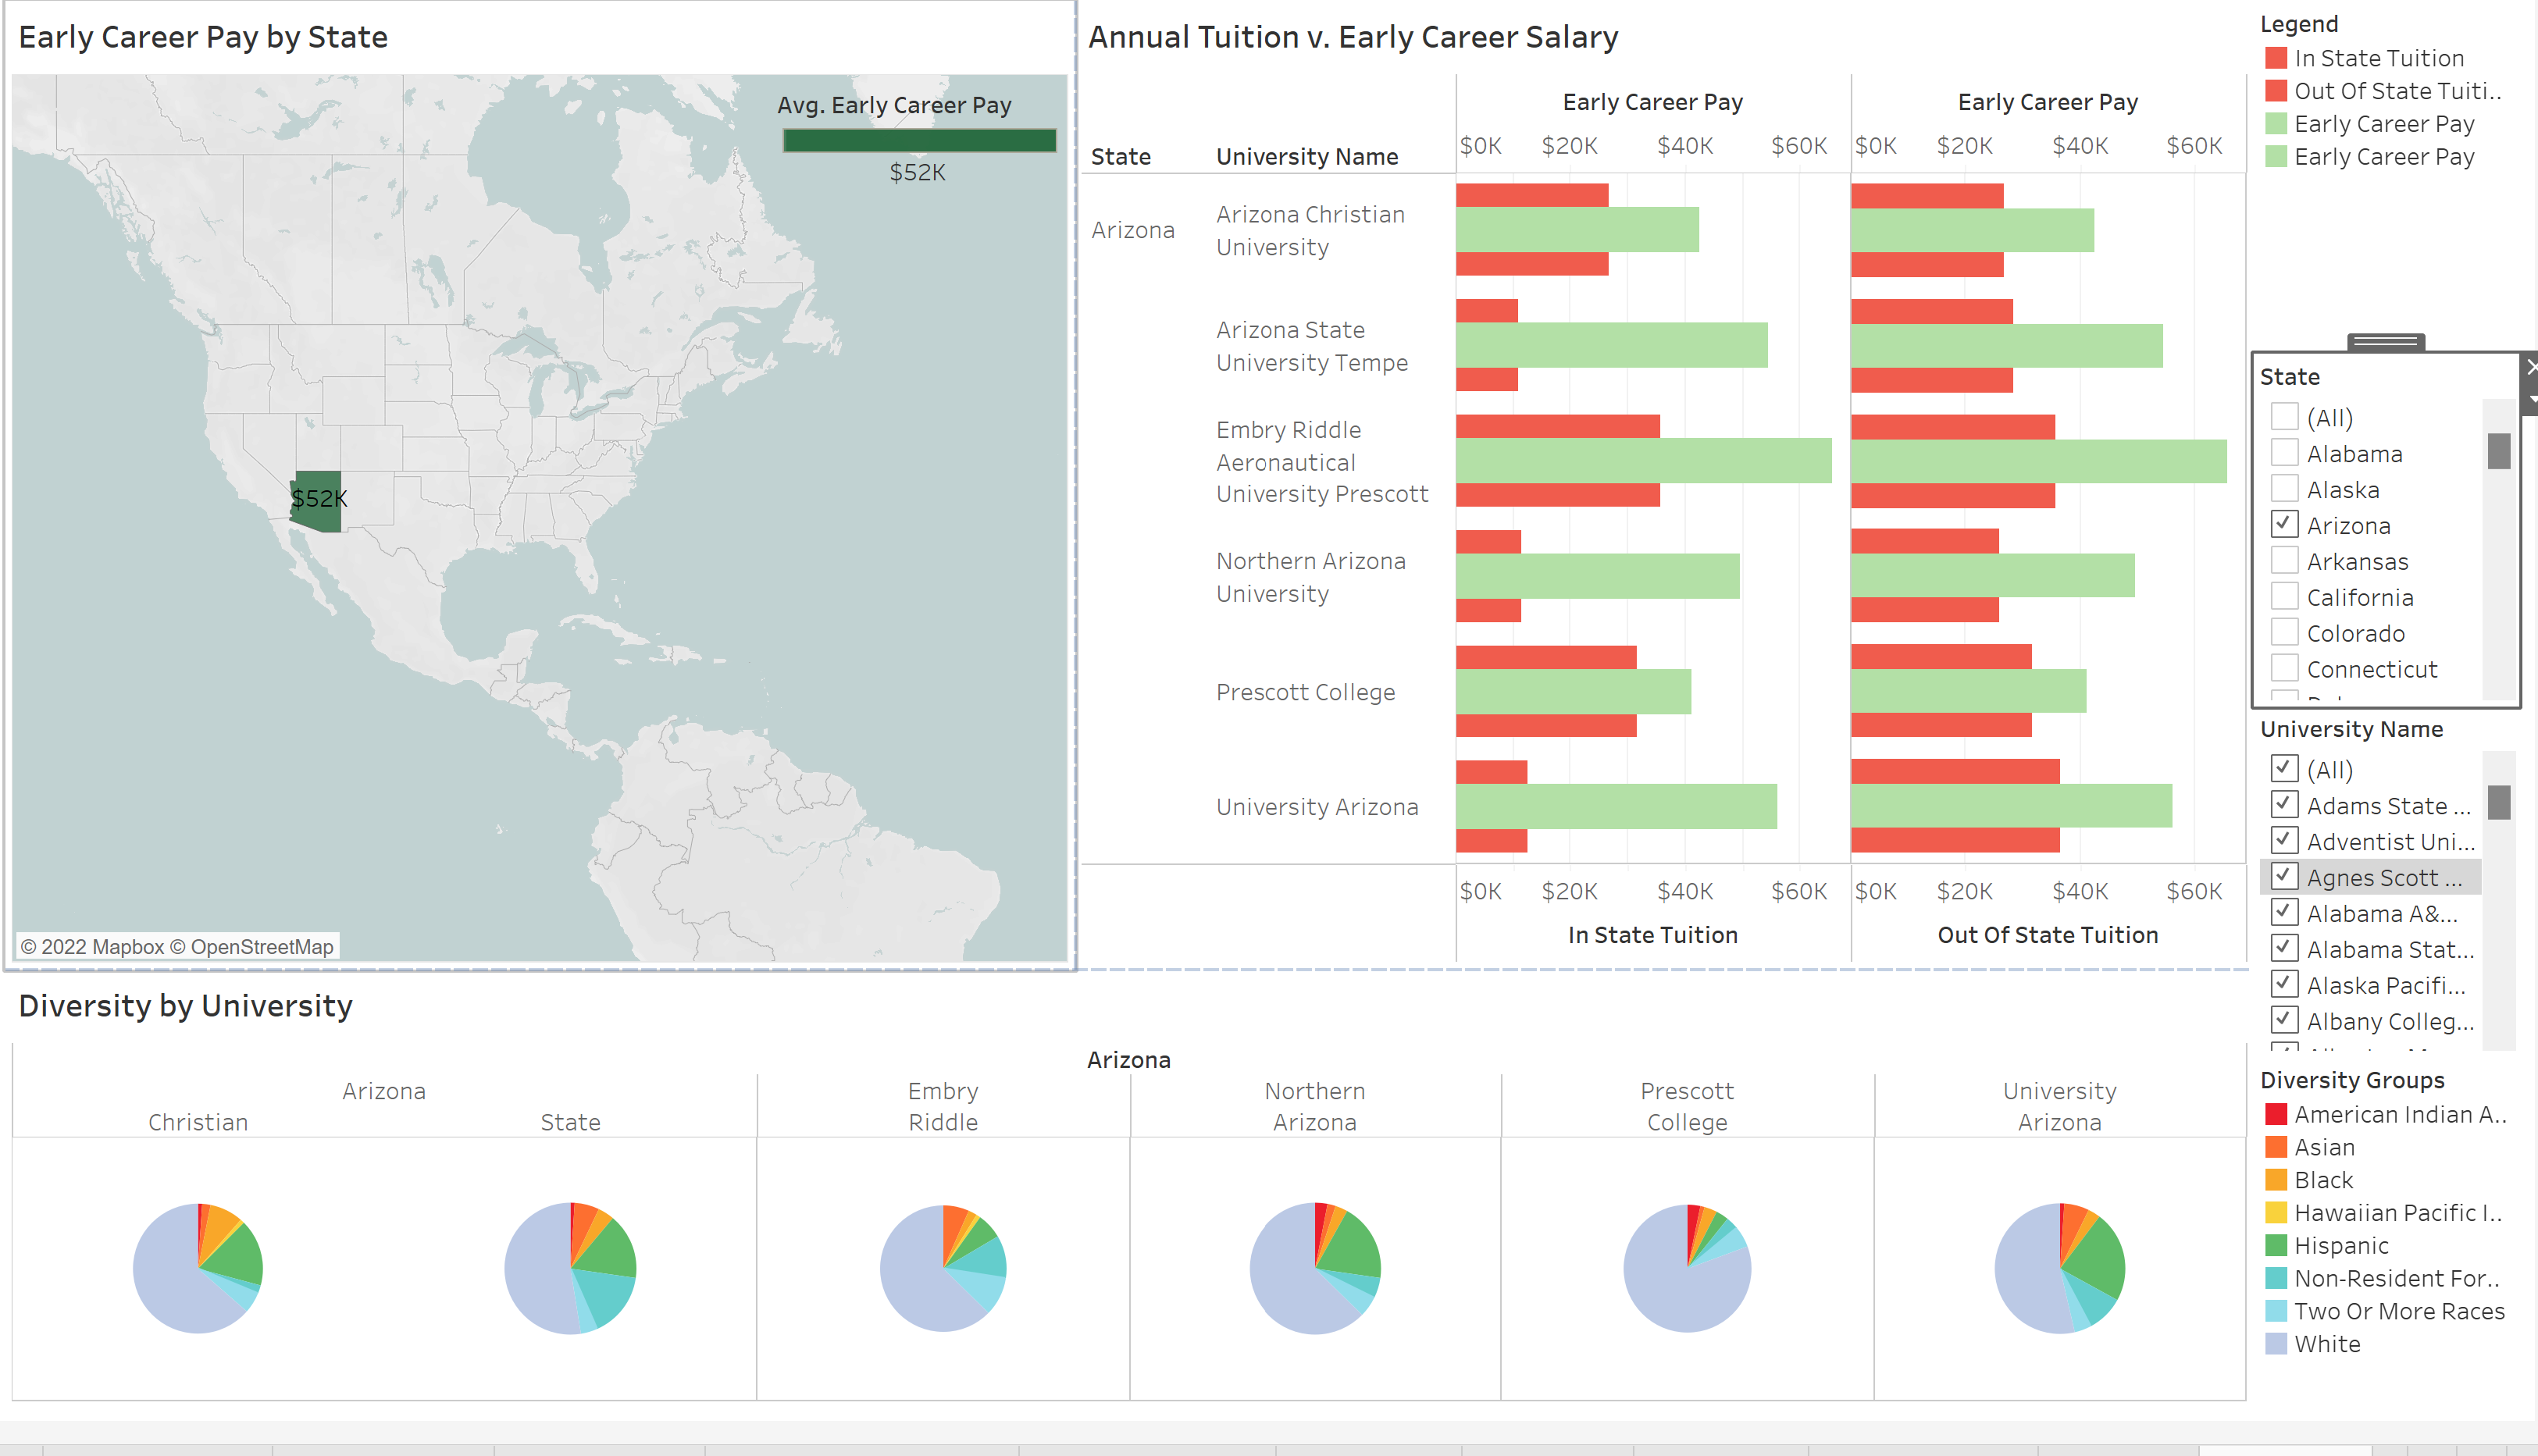 Early Career Pay by State
Avg. Early Career Pay
$52K
$52K
© 2022 Mapbox © OpenStreetMap
Annual Tuition v. Early Career Salary
Early Career Pay
Early Career Pay
State
University Name
$0K $20K $40K $60K
$0K $20K $40K $60K
Arizona
Arizona Christian
University
Arizona State
University Tempe
Embry Riddle
Aeronautical
University Prescott
Northern Arizona
University
Prescott College
University Arizona
$0K $20K $40K $60K
$0K $20K $40K $60K
In State Tuition
Out Of State Tuition
Legend
In State Tuition
Out Of State Tuiti..
Early Career Pay
Early Career Pay
State
(All)
Alabama
Alaska
Arizona
Arkansas
California
Colorado
Connecticut
University Name
(All)
Adams State ...
Adventist Uni...
Agnes Scott ...
Alabama A&...
Alabama Stat...
Alaska Pacifi...
Albany Colleg...
Diversity by University
Arizona
Arizona
Christian
State
Embry
Riddle
Northern
Arizona
Prescott
College
University
Arizona
Diversity Groups
American Indian A..
Asian
Black
Hawaiian Pacific I..
Hispanic
Non-Resident For..
Two Or More Races
White